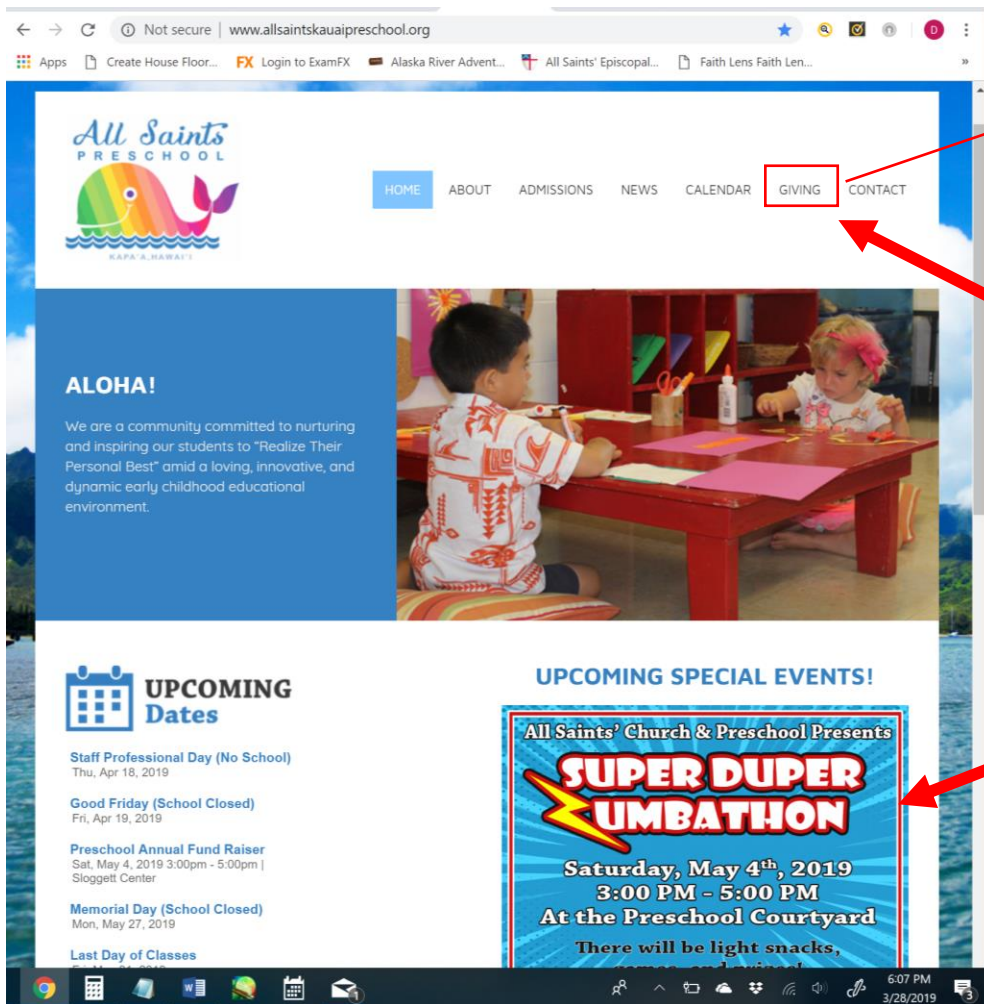 Not secure | www.allsaintskauaipreschool.org
D
Apps Create House Floor... FX Login to ExamFX Alaska River Advent... All Saints' Episcopal... Faith Lens Faith Len... »
All Saints
PRESCHOOL
KAPA'A, HAWAI'I
HOME ABOUT ADMISSIONS NEWS CALENDAR GIVING CONTACT
ALOHA!
We are a community committed to nurturing
and inspiring our students to "Realize Their
Personal Best" amid a loving, innovative, and
dynamic early childhood educational
environment.
UPCOMING
Dates
Staff Professional Day (No School)
Thu, Apr 18, 2019
Good Friday (School Closed)
Fri, Apr 19, 2019
Preschool Annual Fund Raiser
Sat, May 4, 2019 3:00pm - 5:00pm |
Sloggett Center
Memorial Day (School Closed)
Mon, May 27, 2019
Last Day of Classes
UPCOMING SPECIAL EVENTS!
All Saints' Church & Preschool Presents
SUPER DUPER
ZUMBATHON
Saturday, May 4th, 2019
3:00 PM - 5:00 PM
At the Preschool Courtyard
There will be light snacks,
6:07 PM
3/28/2019
3